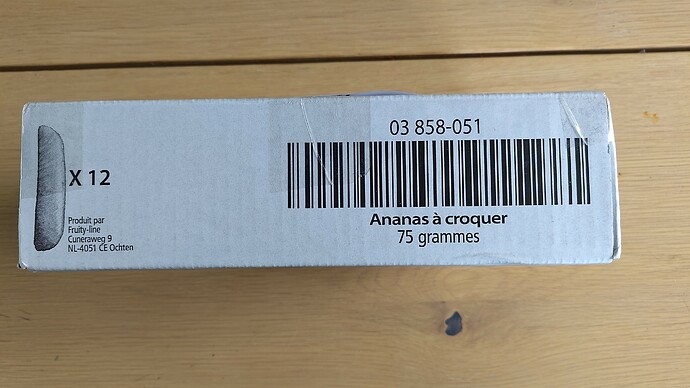 X 12
Produit par
Fruity-line
Cuneraweg 9
NL-4051 CE Ochten
03 858-051
Ananas à croquer
75 grammes